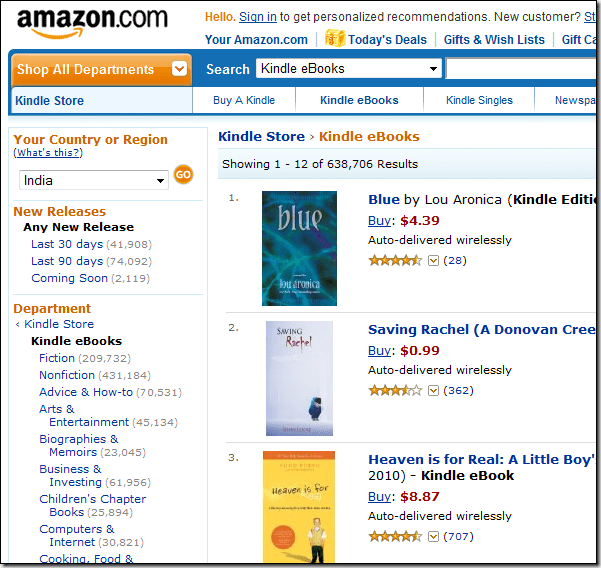 amazon.com
Hello. Sign in to get personalized recommendations. New customer? St
Your Amazon.com
Today's Deals
Gifts & Wish Lists
Gift Ca
Shop All Departments
Search
Kindle eBooks
Kindle Store
Buy A Kindle
Kindle eBooks
Kindle Singles
Newspa
Your Country or Region
(What's this?)
India
GO
New Releases
Any New Release
Last 30 days (41,908)
Last 90 days (74,092)
Coming Soon (2,119)
Department
‹ Kindle Store
Kindle eBooks
Fiction (209,732)
Nonfiction (431,184)
Advice & How-to (70,531)
Arts &
Entertainment (45,134)
Biographies &
Memoirs (23,045)
Business &
Investing (61,956)
Children's Chapter
Books (25,894)
Computers &
Internet (30,821)
Cooking, Food &
Kindle Store › Kindle eBooks
Showing 1 - 12 of 638,706 Results
1.
blue
lou aronica
Blue by Lou Aronica (Kindle Editio
Buy: $4.39
Auto-delivered wirelessly
(28)
2.
SAVING
Rachel
Saving Rachel (A Donovan Cree
Buy: $0.99
Auto-delivered wirelessly
(362)
3.
TODD BURPO
Heaven is for
Heaven is for Real: A Little Boy's
2010) - Kindle eBook
Buy: $8.87
Auto-delivered wirelessly
(707)